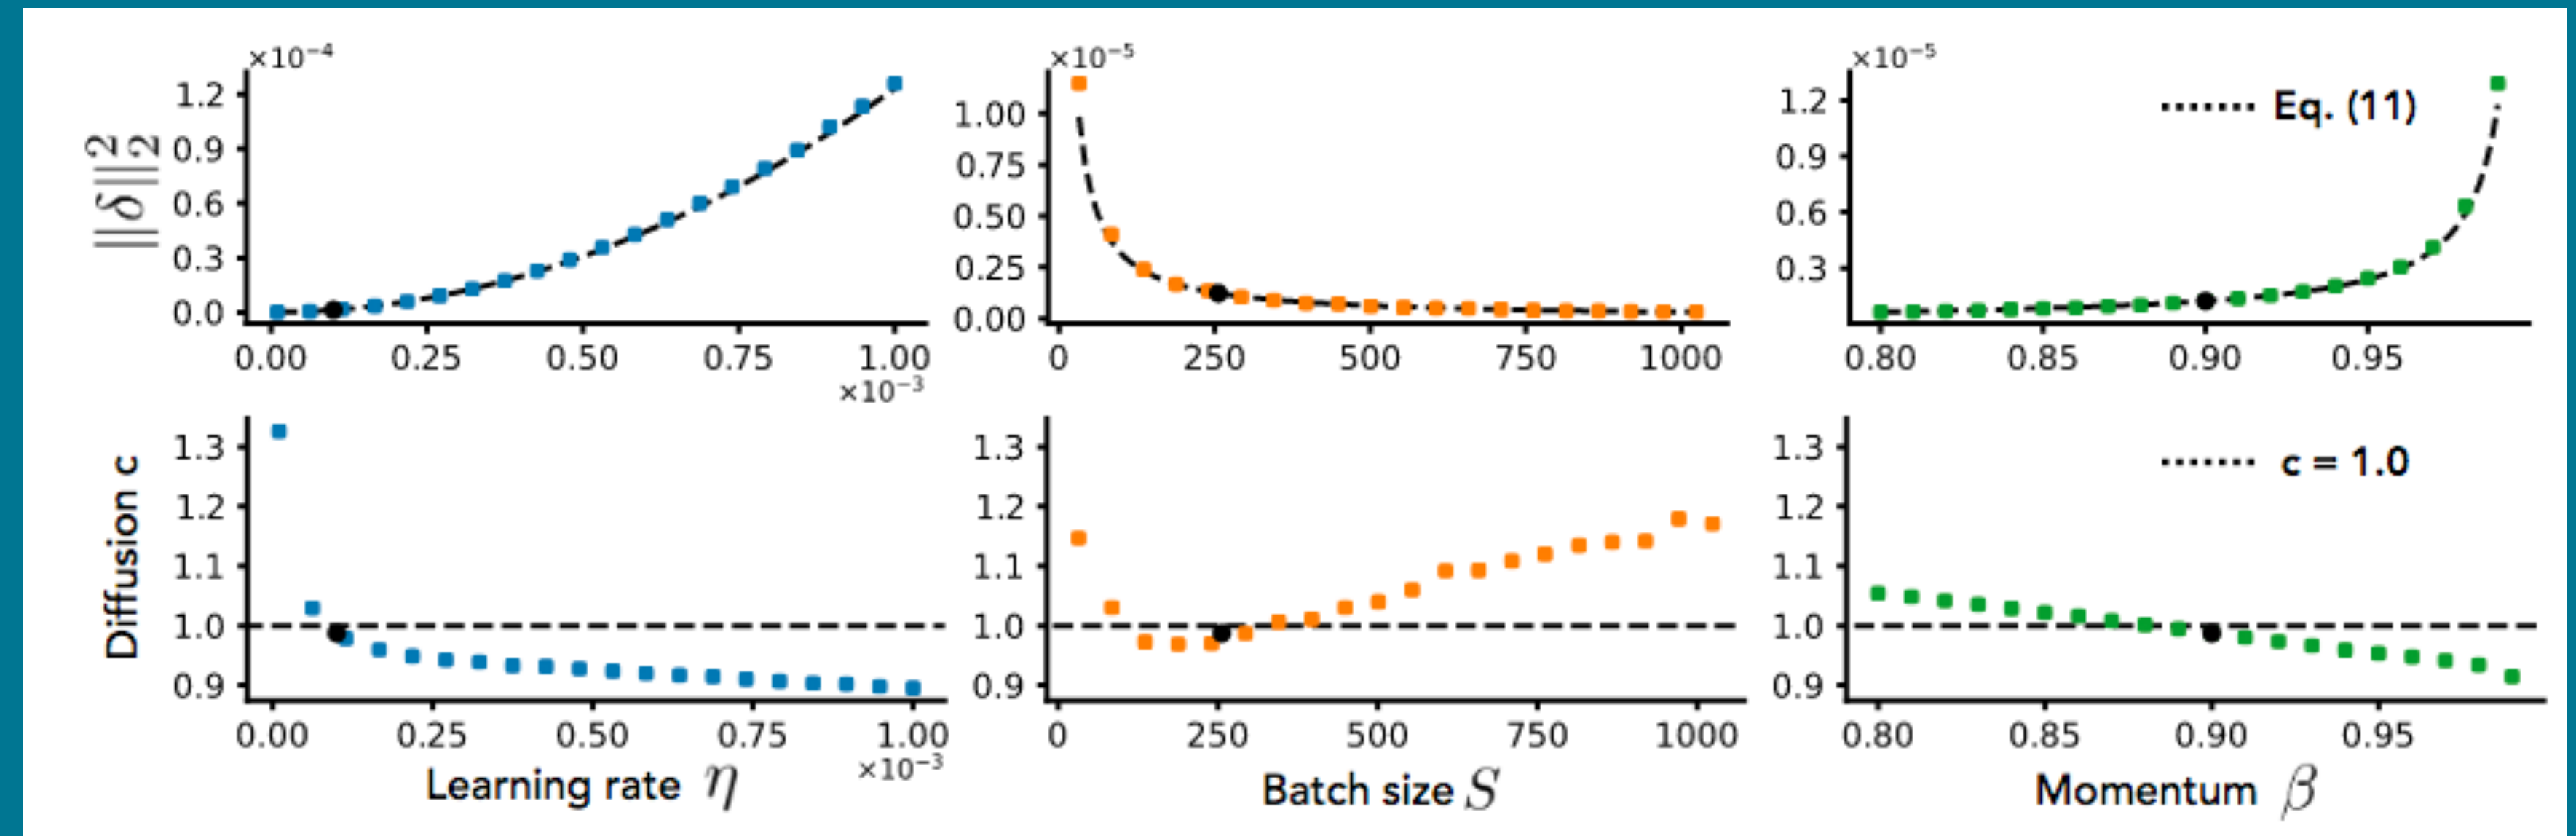 ×10⁻⁴ ×10⁻⁵ ×10⁻⁵
||δ||₂²
1.2
0.9
0.6
0.3
0.0
0.00 0.25 0.50 0.75 1.00
×10⁻³
1.00
0.75
0.50
0.25
0.00
0 250 500 750 1000
Eq. (11)
1.2
0.9
0.6
0.3
0.80 0.85 0.90 0.95
Diffusion c
1.3
1.2
1.1
1.0
0.9
0.00 0.25 0.50 0.75 1.00
×10⁻³
Learning rate η
1.3
1.2
1.1
1.0
0.9
0 250 500 750 1000
Batch size S
c = 1.0
1.3
1.2
1.1
1.0
0.9
0.80 0.85 0.90 0.95
Momentum β